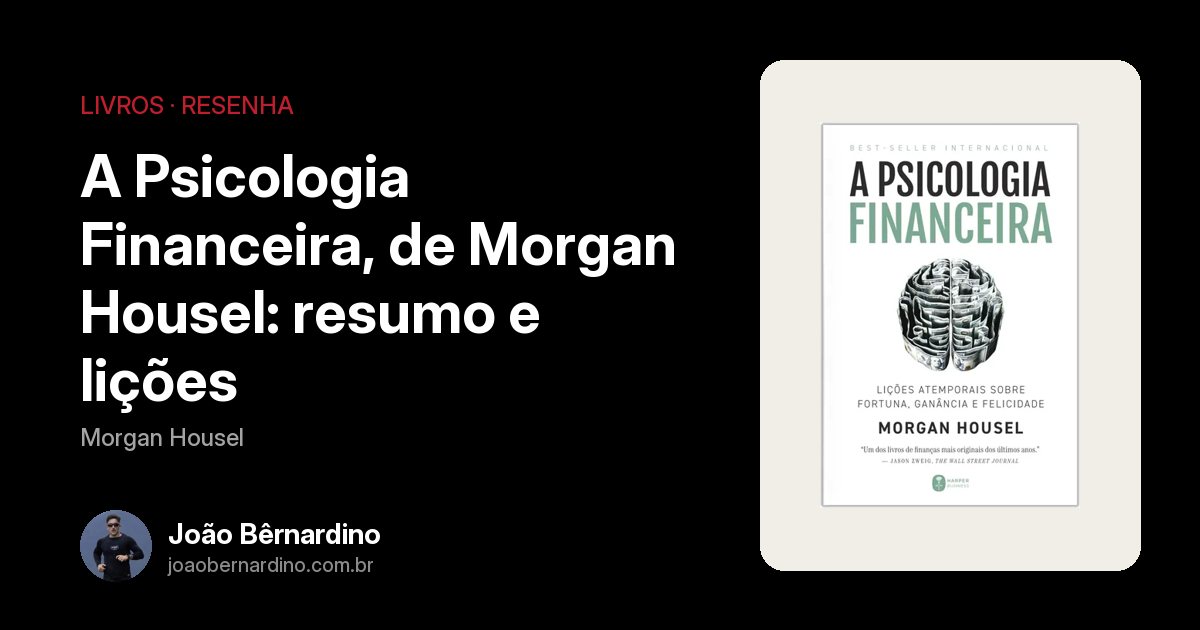 LIVROS · RESENHA
A Psicologia
Financeira, de Morgan
Housel: resumo e
lições
Morgan Housel
João Bêrnardino
joaobernardino.com.br
BEST-SELLER INTERNACIONAL
A PSICOLOGIA
FINANCEIRA
LIÇÕES ATEMPORAIS SOBRE
FORTUNA, GANÂNCIA E FELICIDADE
MORGAN HOUSEL
“Um dos livros de finanças mais originais dos últimos anos.”
— JASON ZWEIG, THE WALL STREET JOURNAL
HARPER
BUSINESS